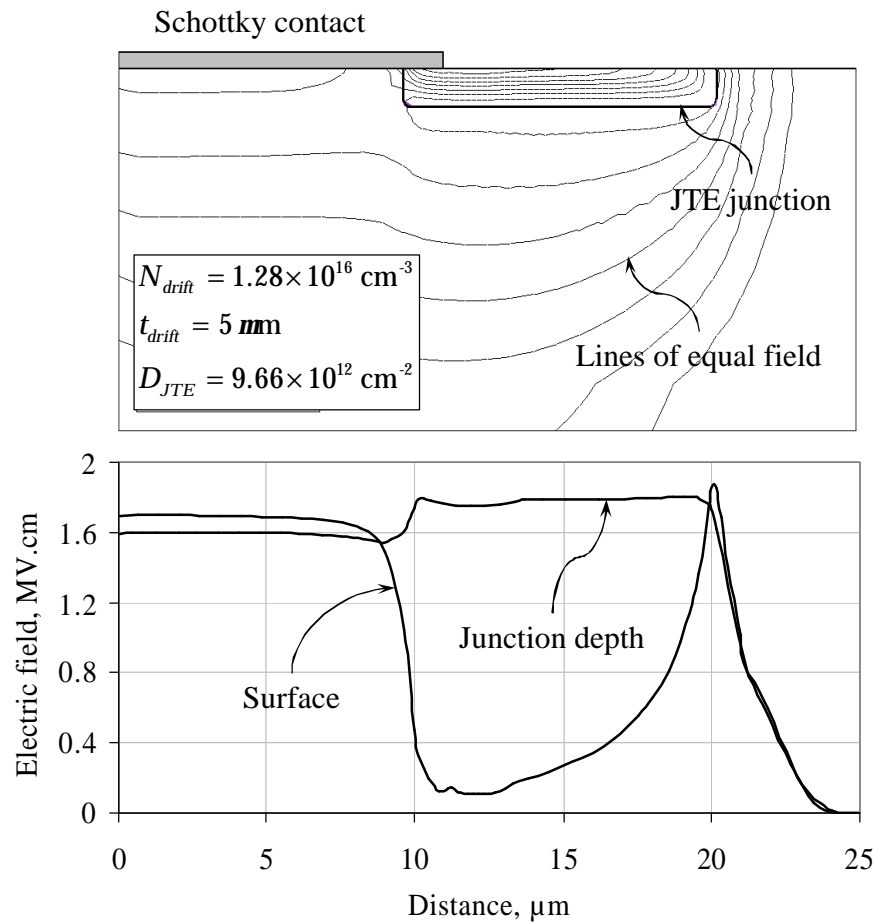 Schottky contact
JTE junction
N_drift = 1.28×10^16 cm^-3
t_drift = 5 mm
D_JTE = 9.66×10^12 cm^-2
Lines of equal field
2
1.6
1.2
0.8
0.4
0
Electric field, MV.cm
Junction depth
Surface
0 5 10 15 20 25
Distance, µm